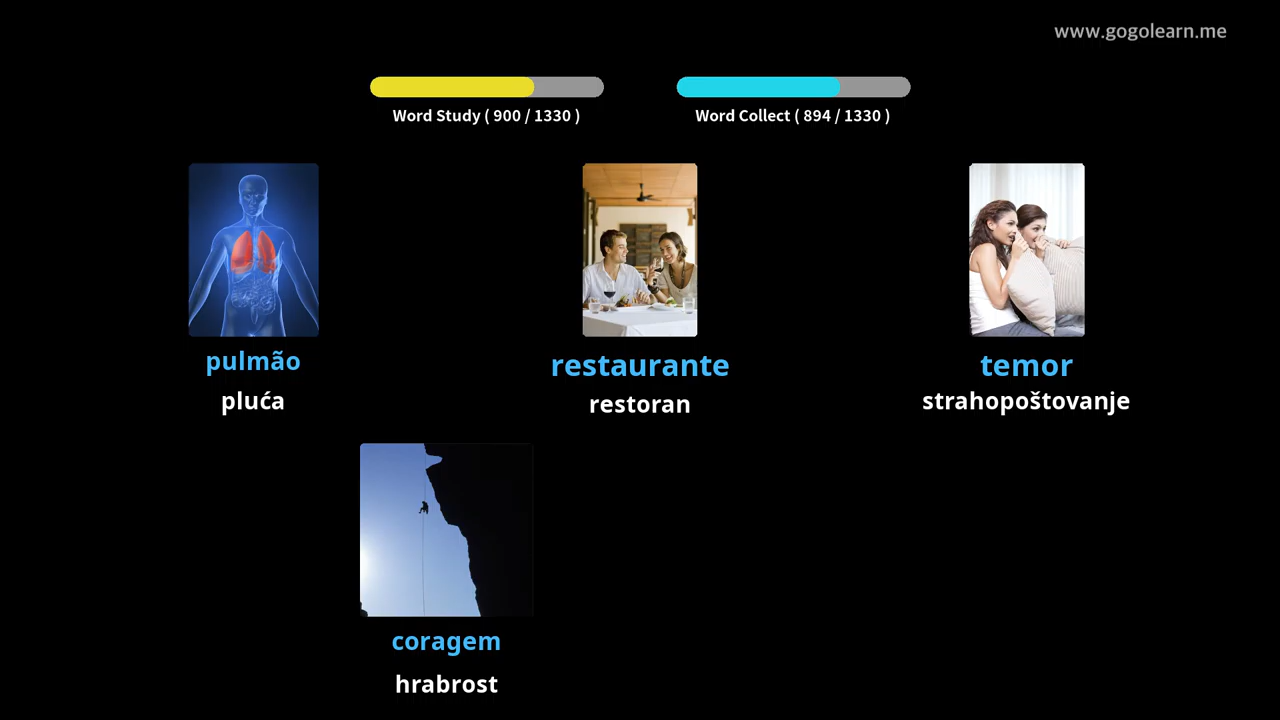 www.gogolearn.me
Word Study ( 900 / 1330 )
Word Collect ( 894 / 1330 )
pulmão
pluća
restaurante
restoran
temor
strahopoštovanje
coragem
hrabrost